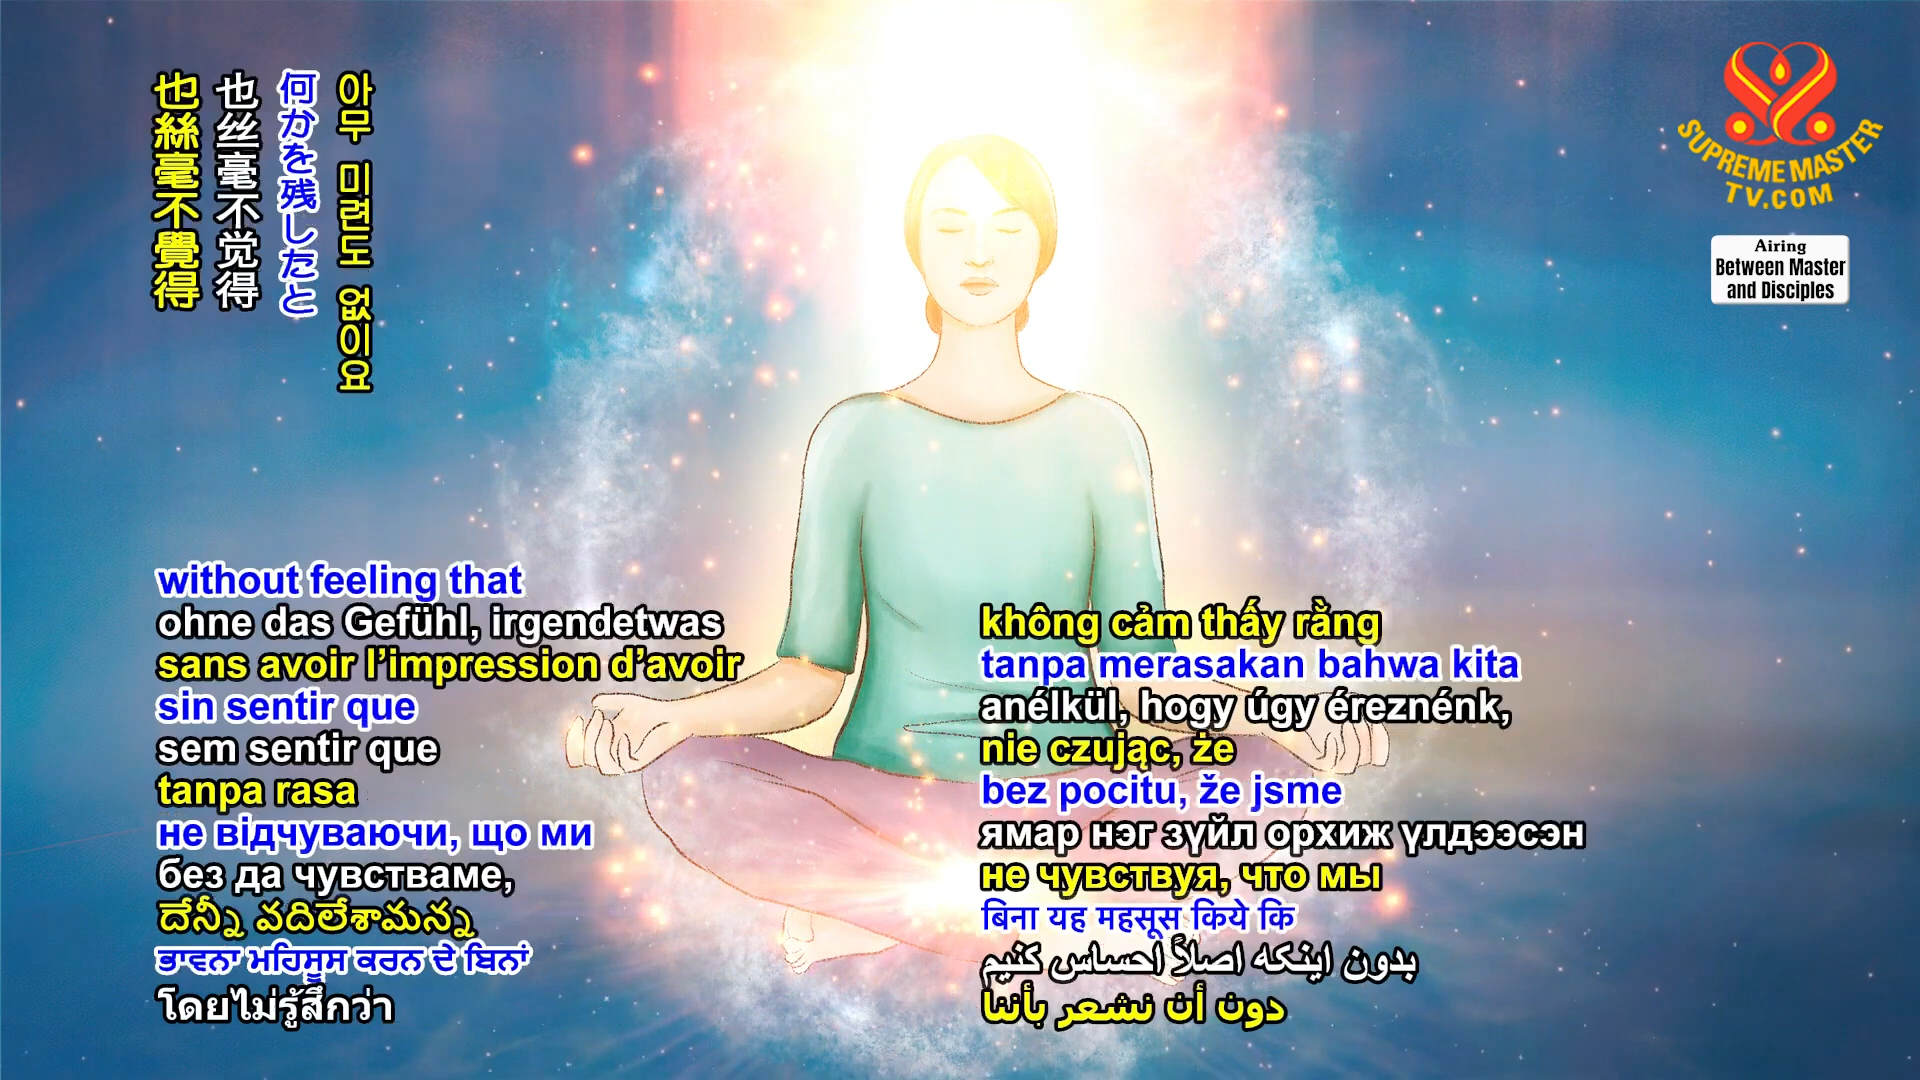 也絲毫不覺得
也丝毫不觉得
何かを残したと
아무 미련도 없이요
SUPREME MASTER
TV.COM
Airing
Between Master
and Disciples
without feeling that
ohne das Gefühl, irgendetwas
sans avoir l’impression d’avoir
sin sentir que
sem sentir que
tanpa rasa
не відчуваючи, що ми
без да чувстваме,
దేన్నీ వదిలేశామన్న
ਭਾਵਨਾ ਮਹਿਸੂਸ ਕਰਨ ਦੇ ਬਿਨਾਂ
โดยไม่รู้สึกว่า
không cảm thấy rằng
tanpa merasakan bahwa kita
anélkül, hogy úgy éreznénk,
nie czując, że
bez pocitu, že jsme
ямар нэг зүйл орхиж үлдээсэн
не чувствуя, что мы
बिना यह महसूस किये कि
بدون اینکه اصلاً احساس کنیم
دون أن نشعر بأننا